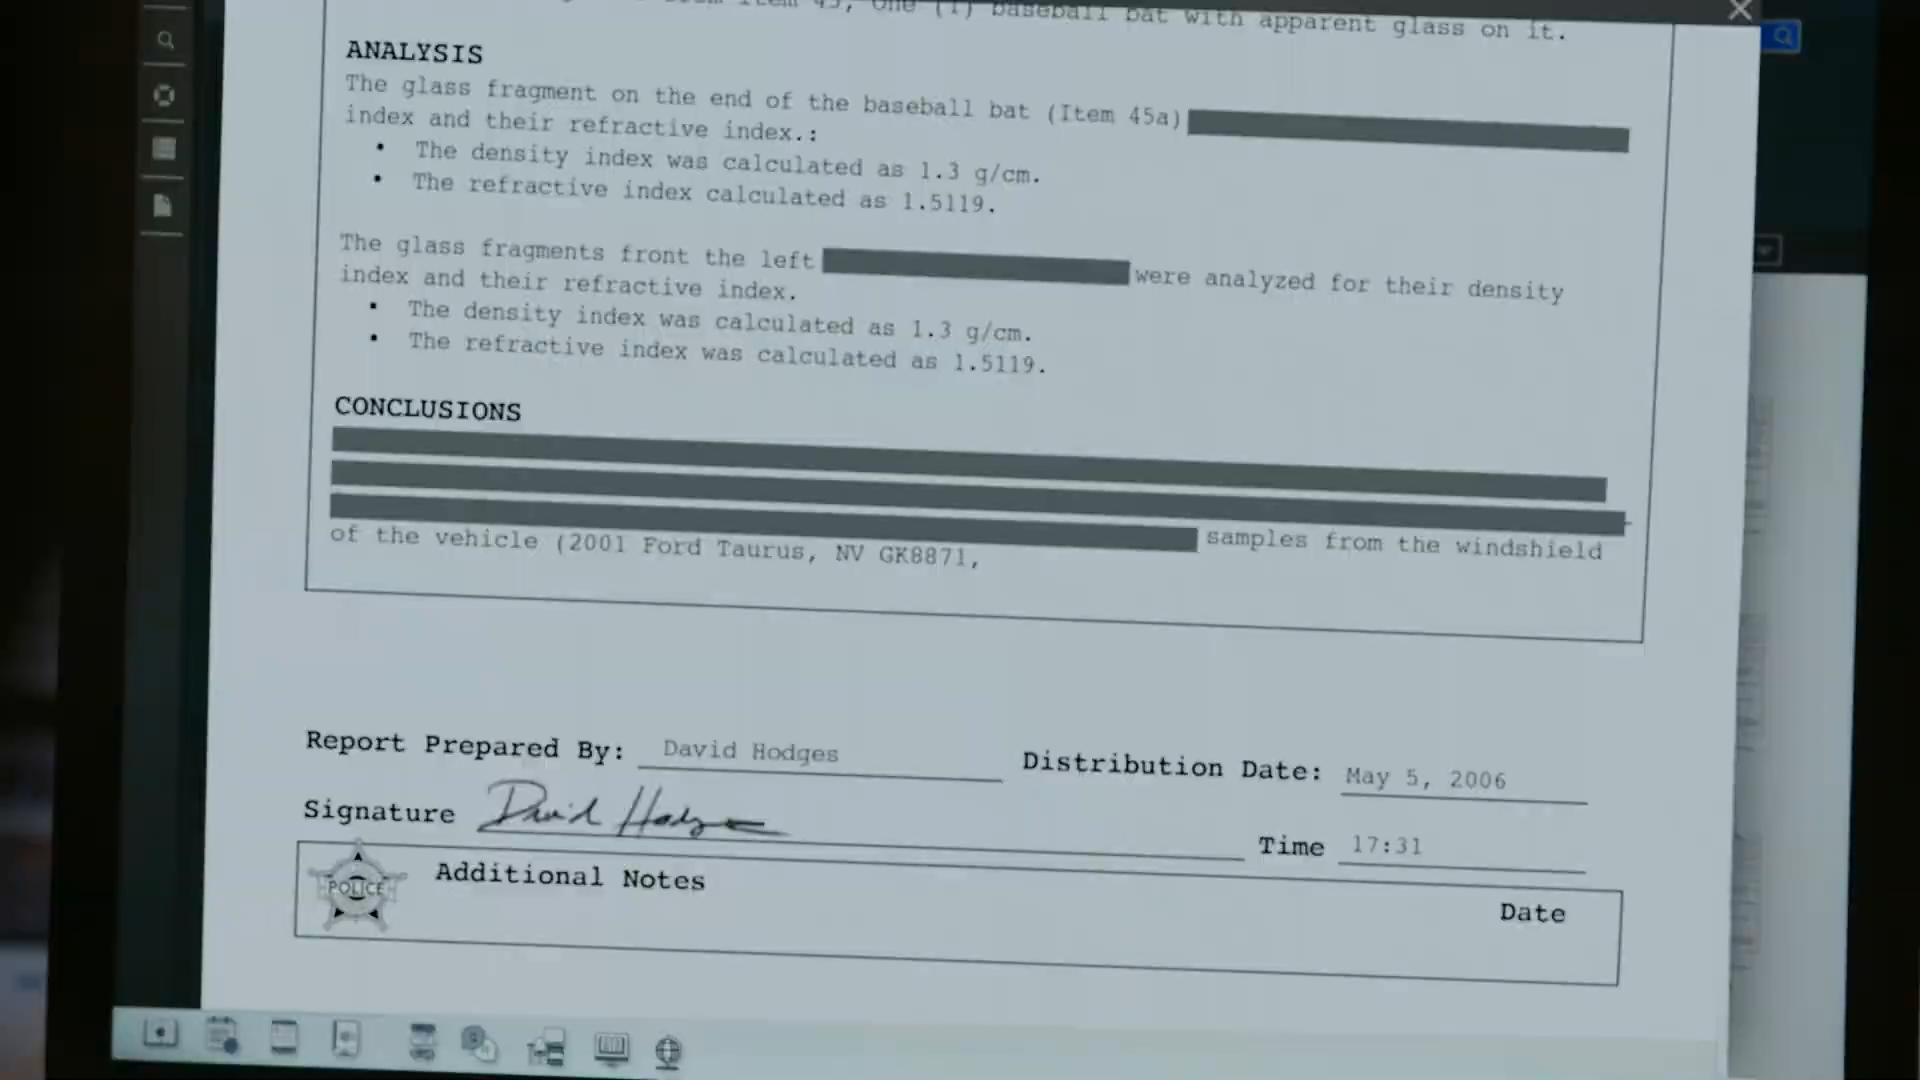 Item 45, one (1) baseball bat with apparent glass on it.
ANALYSIS
The glass fragment on the end of the baseball bat (Item 45a)
index and their refractive index.:
• The density index was calculated as 1.3 g/cm.
• The refractive index calculated as 1.5119.
The glass fragments front the left were analyzed for their density
index and their refractive index.
• The density index was calculated as 1.3 g/cm.
• The refractive index was calculated as 1.5119.
CONCLUSIONS
samples from the windshield
of the vehicle (2001 Ford Taurus, NV GK8871,
Report Prepared By: David Hodges Distribution Date: May 5, 2006
Signature David Hodges
Time 17:31
POLICE Additional Notes
Date